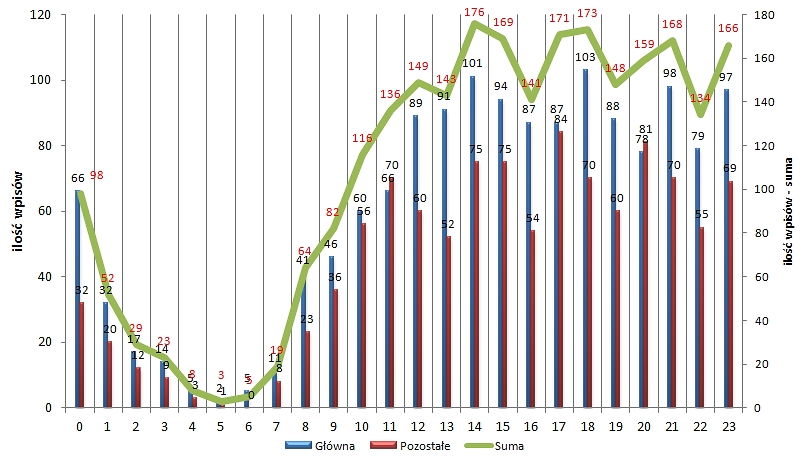 120
100
80
60
40
20
0
ilość wpisów
180
160
140
120
100
80
60
40
20
0
ilość wpisów - suma
66 32 98
32 20 52
17 12 29
14 9 23
5 3 8
2 1 3
5 0 5
11 8 19
41 23 64
46 36 82
60 56 116
66 70 136
89 60 149
91 52 143
101 75 176
94 75 169
87 54 141
87 84 171
103 70 173
88 60 148
78 81 159
98 70 168
79 55 134
97 69 166
0 1 2 3 4 5 6 7 8 9 10 11 12 13 14 15 16 17 18 19 20 21 22 23
Główna Pozostałe Suma